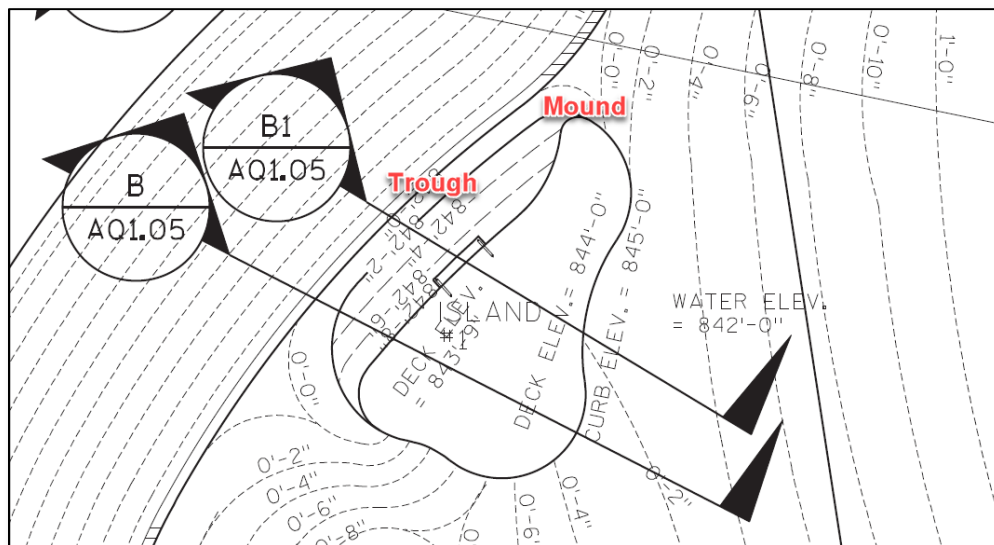 0'-0"
0'-2"
0'-4"
0'-6"
0'-8"
0'-10"
1'-0"
Mound
B1
AQ1.05
B
AQ1.05
Trough
842'-2"
842'-4"
842'-6"
DECK ELEV.
= 843'-9"
ISLAND
#1
DECK ELEV.= 844'-0"
CURB ELEV. = 845'-0"
WATER ELEV.
= 842'-0"
0'-0"
0'-2"
0'-4"
0'-6"
0'-8"
0'-6"
0'-4"
0'-2"